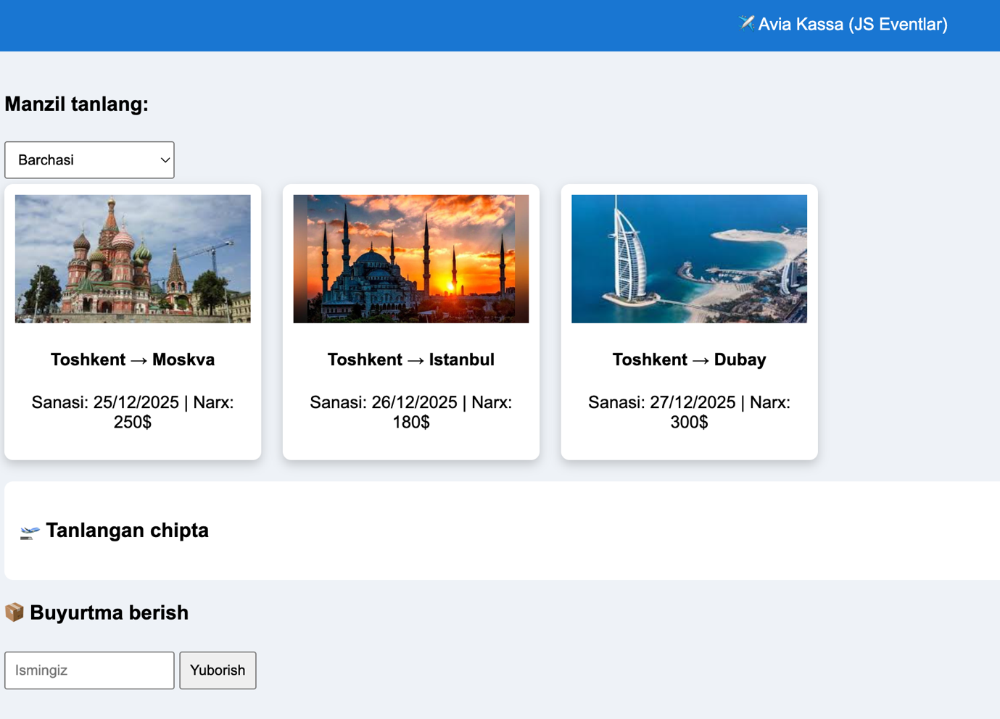 ✈️ Avia Kassa (JS Eventlar)
Manzil tanlang:
Barchasi
Toshkent → Moskva
Sanasi: 25/12/2025 | Narx:
250$
Toshkent → Istanbul
Sanasi: 26/12/2025 | Narx:
180$
Toshkent → Dubay
Sanasi: 27/12/2025 | Narx:
300$
🛫 Tanlangan chipta
📦 Buyurtma berish
Ismingiz
Yuborish